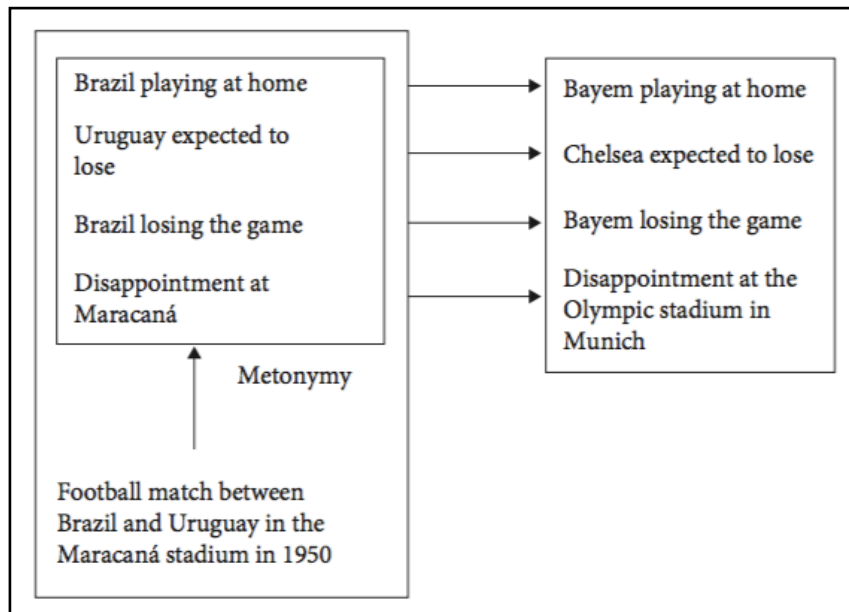 Brazil playing at home
Uruguay expected to
lose
Brazil losing the game
Disappointment at
Maracaná
Metonymy
Football match between
Brazil and Uruguay in the
Maracaná stadium in 1950
Bayem playing at home
Chelsea expected to lose
Bayem losing the game
Disappointment at the
Olympic stadium in
Munich